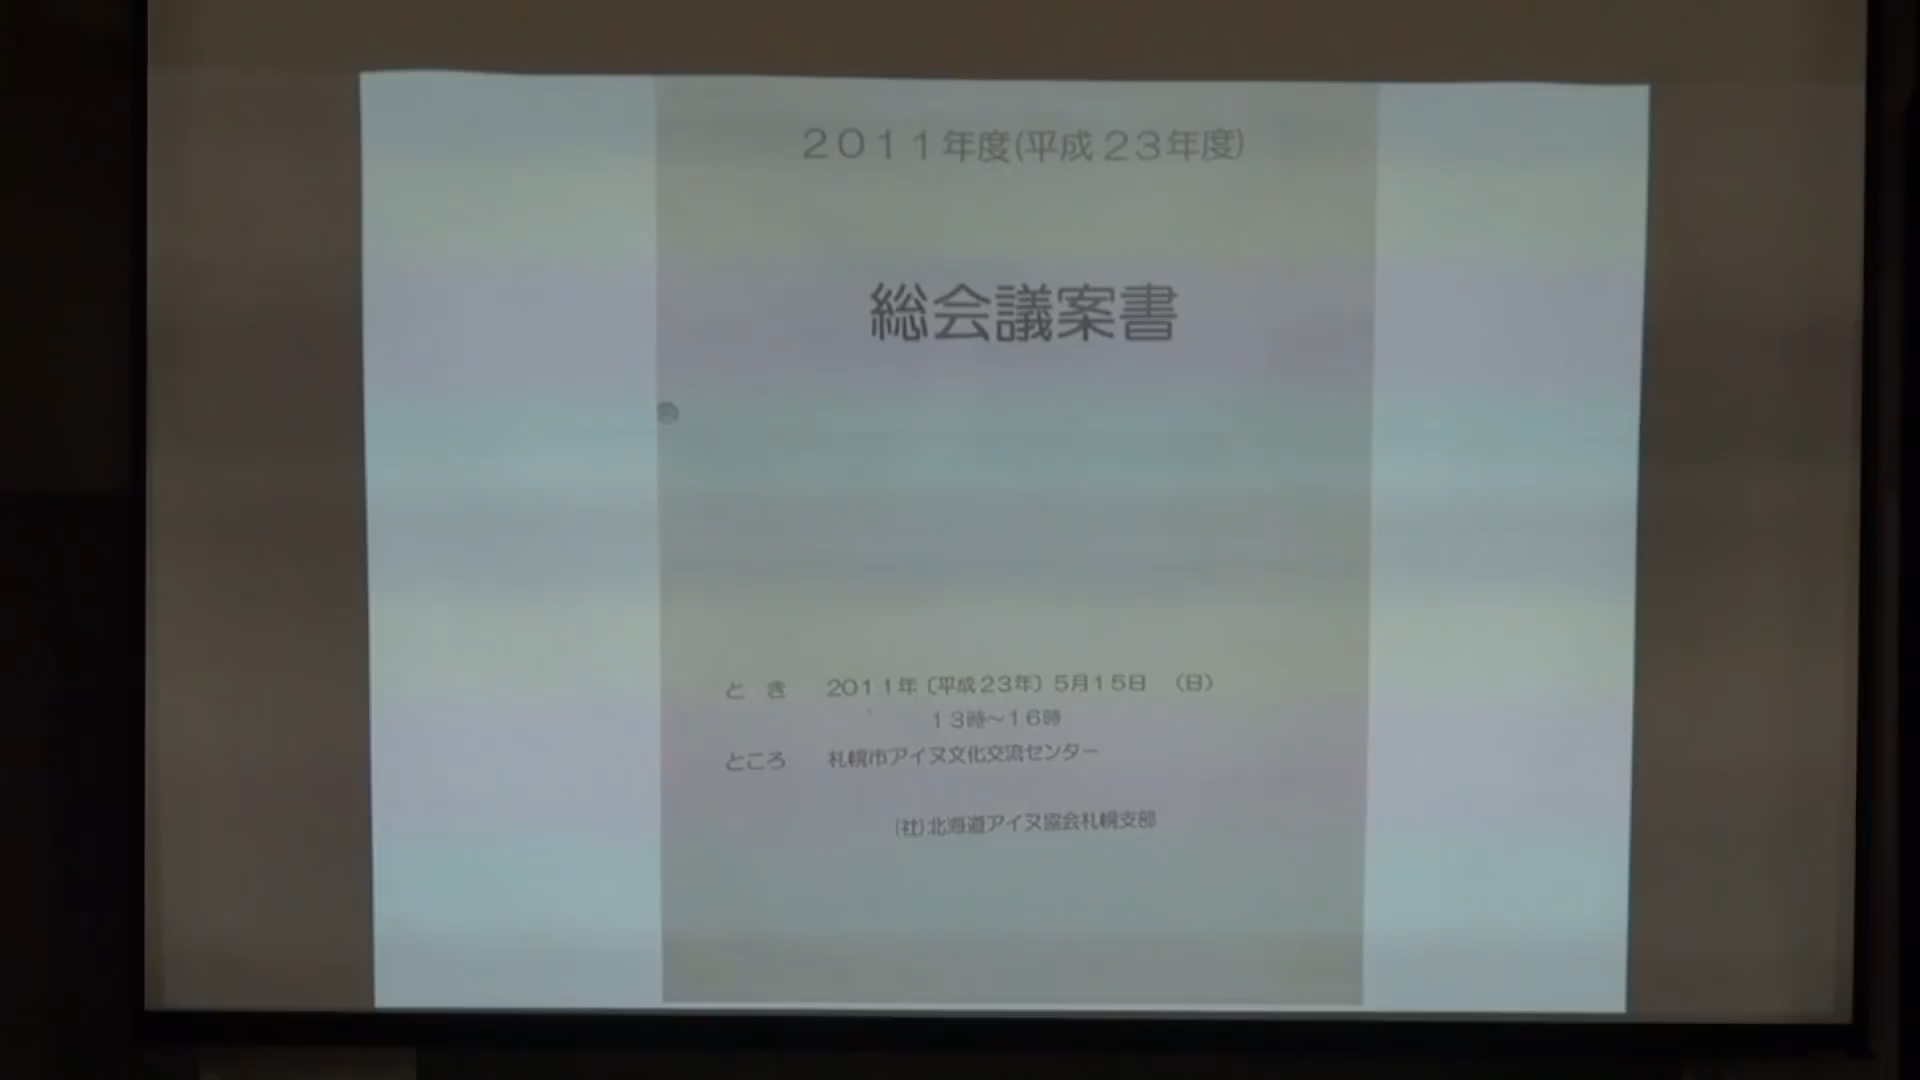 2011年度(平成23年度)
総会議案書
とき 2011年〔平成23年〕5月15日 (日)
13時〜16時
ところ 札幌市アイヌ文化交流センター
(社)北海道アイヌ協会札幌支部